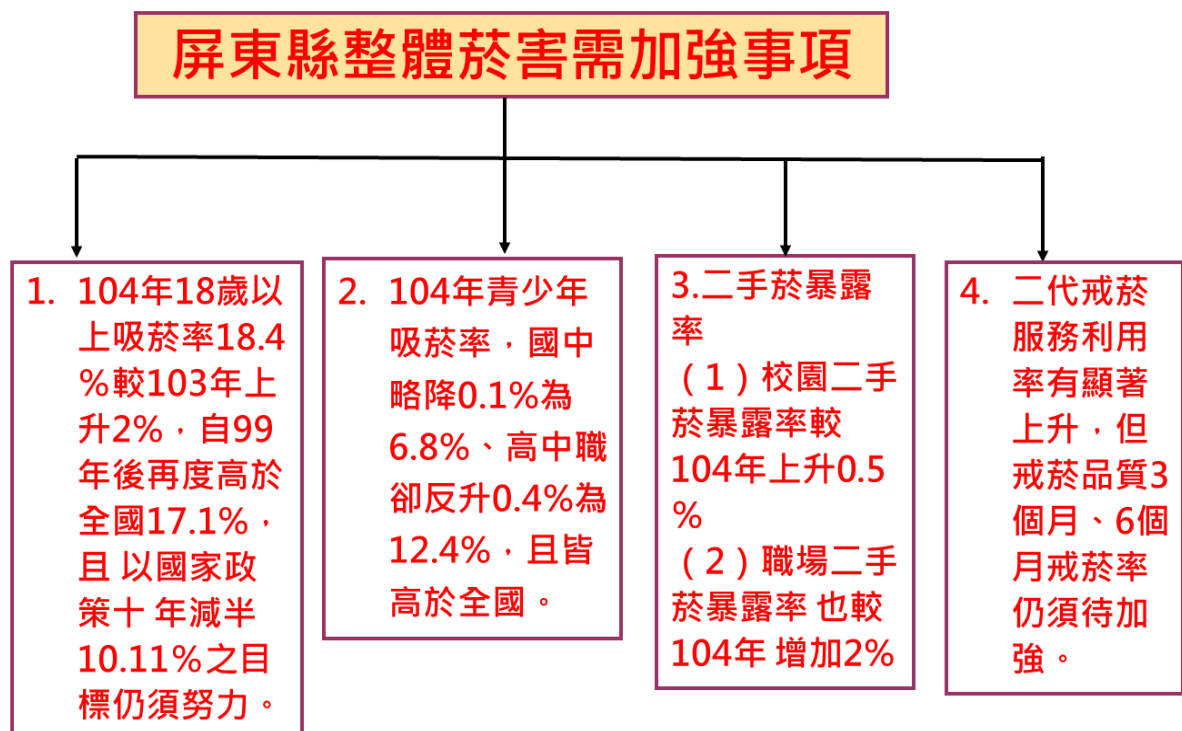 屏東縣整體菸害需加強事項
1. 104年18歲以
上吸菸率18.4
%較103年上
升2%，自99
年後再度高於
全國17.1%，
且 以國家政
策十 年減半
10.11%之目
標仍須努力。
2. 104年青少年
吸菸率，國中
略降0.1%為
6.8%、高中職
卻反升0.4%為
12.4%，且皆
高於全國。
3.二手菸暴露
率
（1）校園二手
菸暴露率較
104年上升0.5
%
（2）職場二手
菸暴露率 也較
104年 增加2%
4. 二代戒菸
服務利用
率有顯著
上升，但
戒菸品質3
個月、6個
月戒菸率
仍須待加
強。